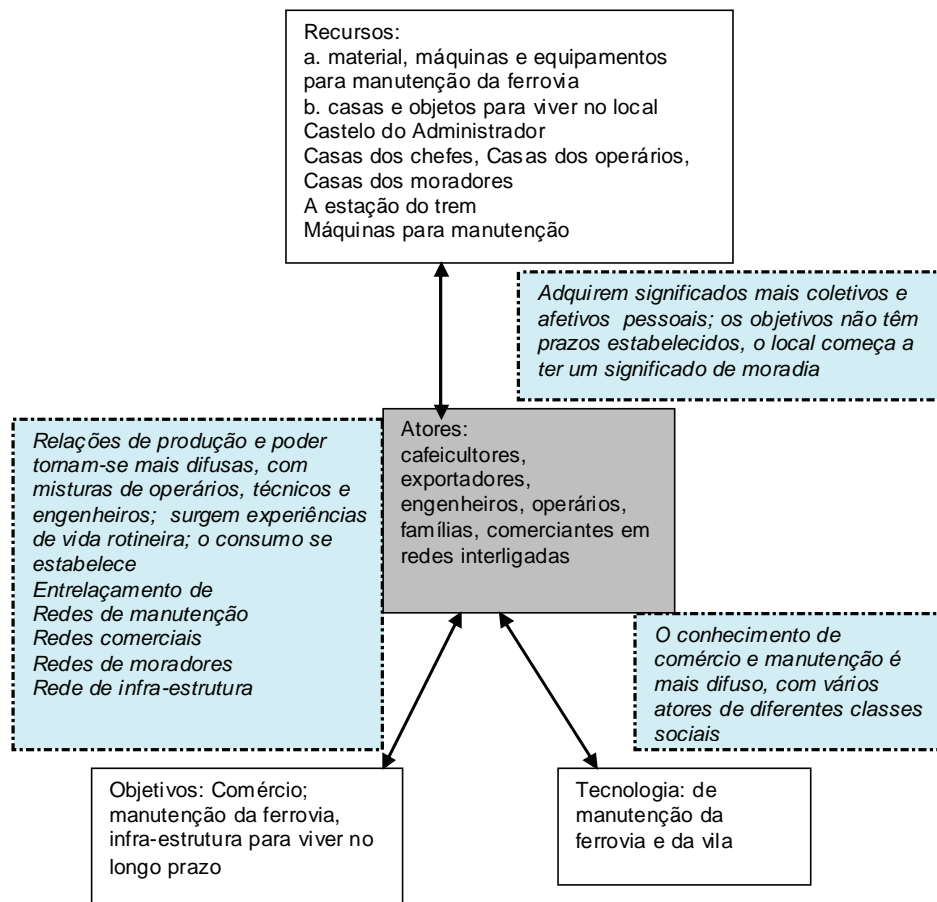 Recursos:
a. material, máquinas e equipamentos
para manutenção da ferrovia
b. casas e objetos para viver no local
Castelo do Administrador
Casas dos chefes, Casas dos operários,
Casas dos moradores
A estação do trem
Máquinas para manutenção
Adquirem significados mais coletivos e
afetivos pessoais; os objetivos não têm
prazos estabelecidos, o local começa a
ter um significado de moradia
Relações de produção e poder
tornam-se mais difusas, com
misturas de operários, técnicos e
engenheiros; surgem experiências
de vida rotineira; o consumo se
estabelece
Entrelaçamento de
Redes de manutenção
Redes comerciais
Redes de moradores
Rede de infra-estrutura
Atores:
cafeicultores,
exportadores,
engenheiros, operários,
famílias, comerciantes em
redes interligadas
O conhecimento de
comércio e manutenção é
mais difuso, com vários
atores de diferentes classes
sociais
Objetivos: Comércio;
manutenção da ferrovia,
infra-estrutura para viver no
longo prazo
Tecnologia: de
manutenção da
ferrovia e da vila